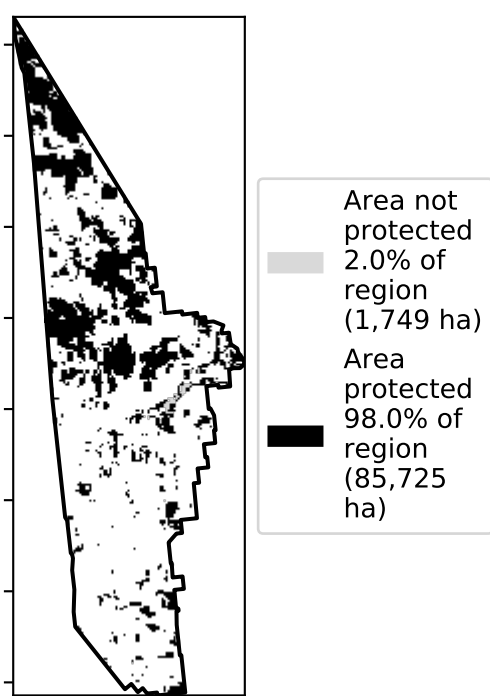 Area not
protected
2.0% of
region
(1,749 ha)
Area
protected
98.0% of
region
(85,725
ha)